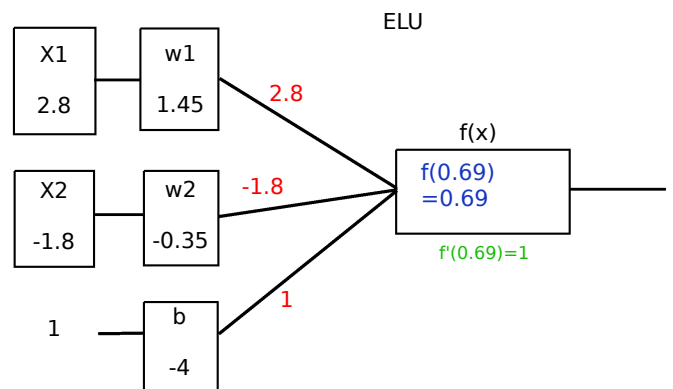 ELU
X1
2.8
w1
1.45
2.8
X2
-1.8
w2
-0.35
-1.8
f(x)
f(0.69)
=0.69
f'(0.69)=1
1
b
-4
1